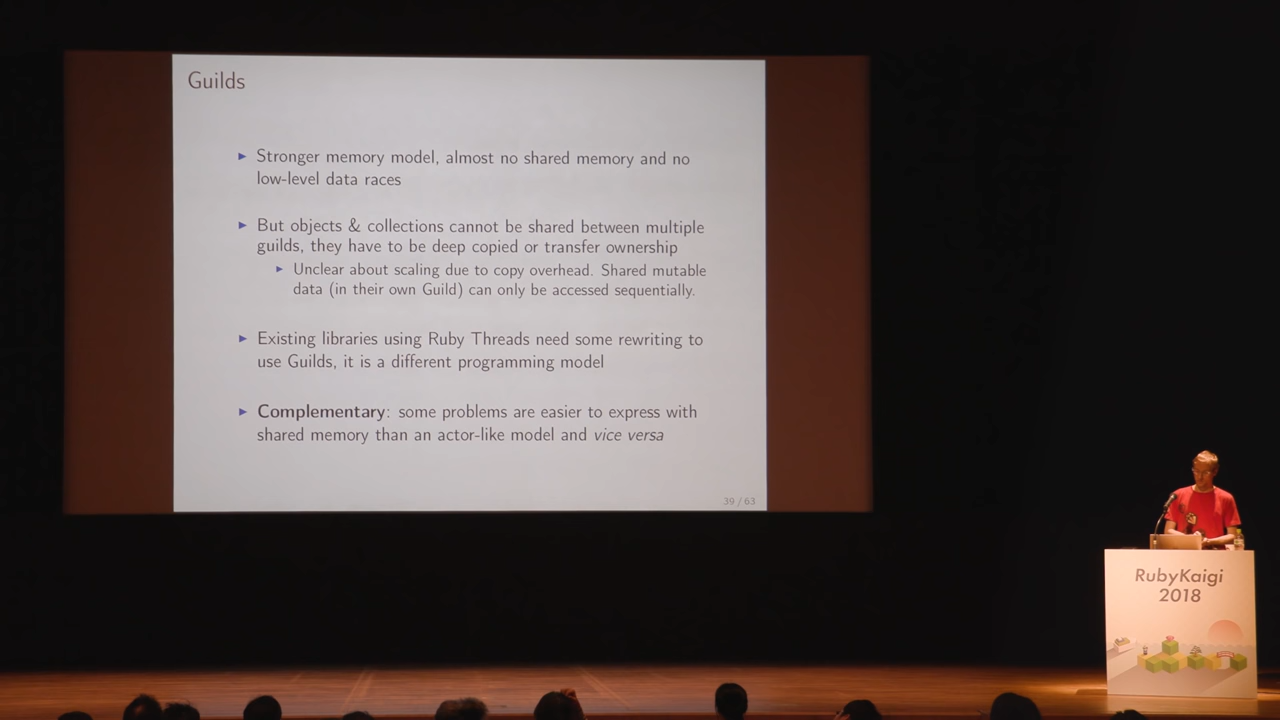 Guilds
▶ Stronger memory model, almost no shared memory and no
low-level data races
▶ But objects & collections cannot be shared between multiple
guilds, they have to be deep copied or transfer ownership
▶ Unclear about scaling due to copy overhead. Shared mutable
data (in their own Guild) can only be accessed sequentially.
▶ Existing libraries using Ruby Threads need some rewriting to
use Guilds, it is a different programming model
▶ Complementary: some problems are easier to express with
shared memory than an actor-like model and vice versa
39 / 63
RubyKaigi
2018